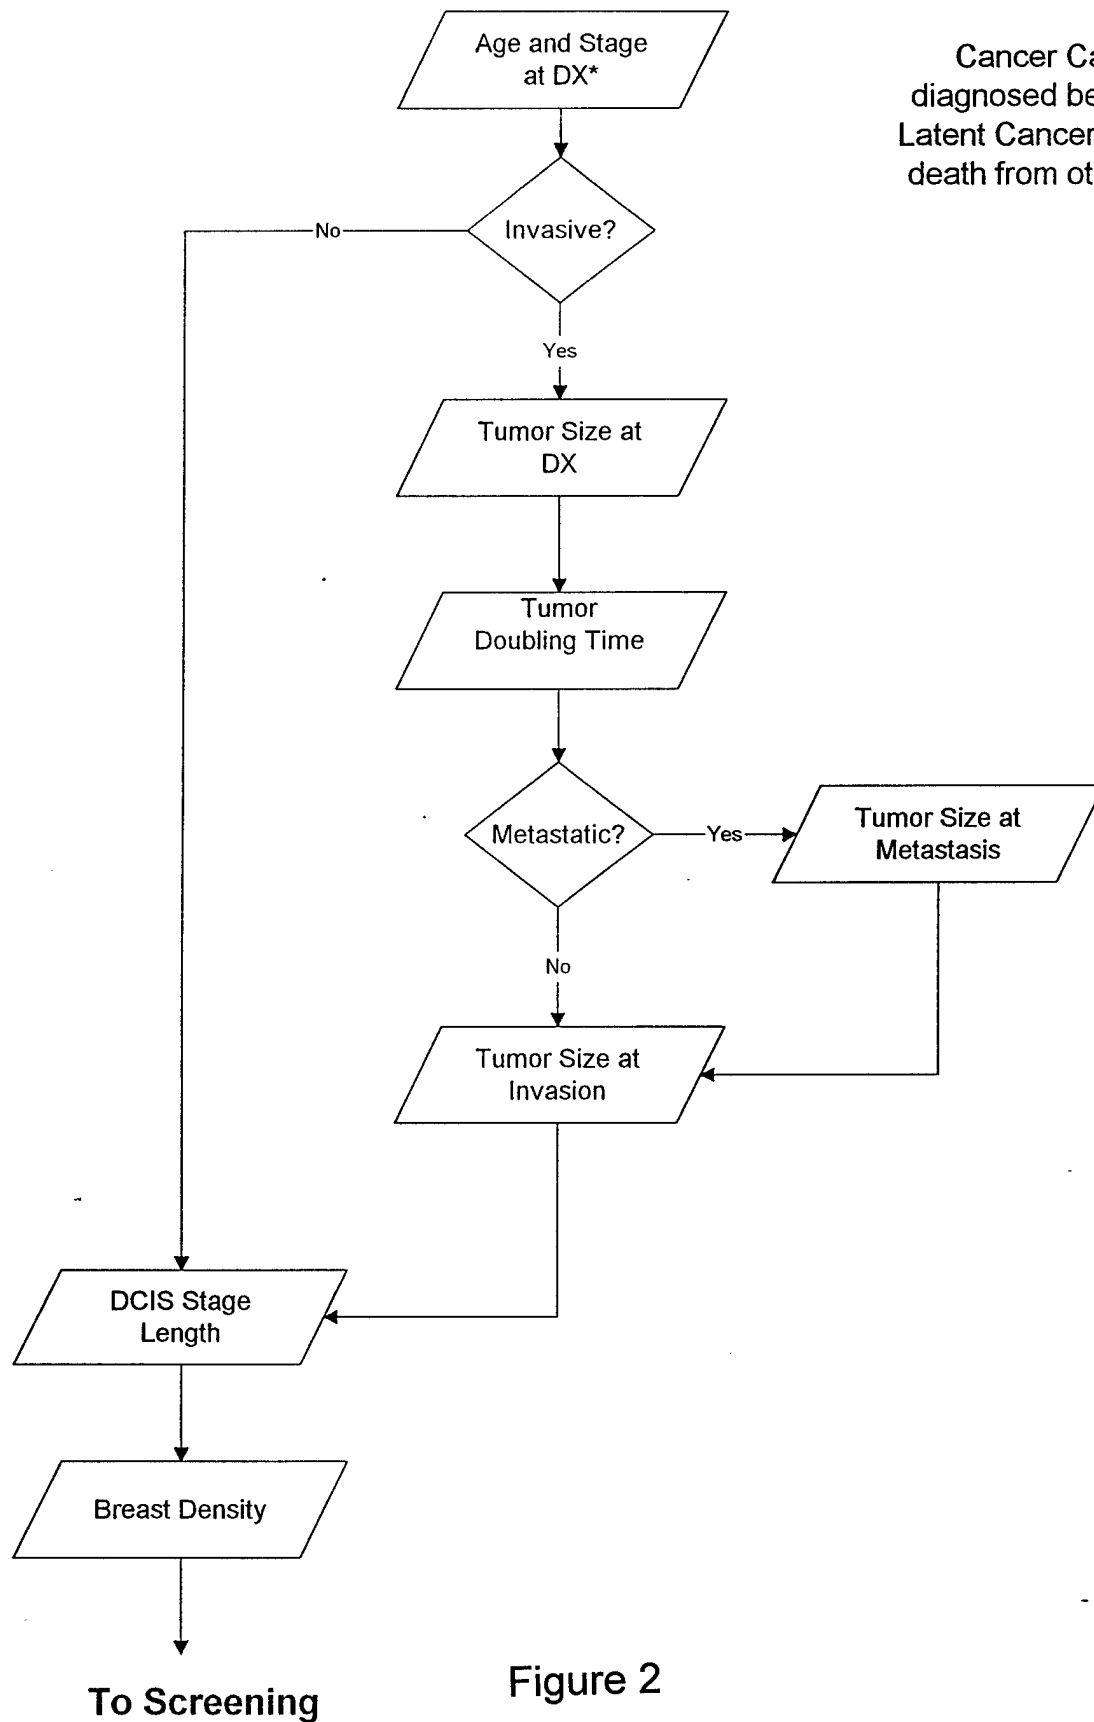 Age and Stage
at DX*
Cancer Ca
diagnosed be
Latent Cancer
death from ot
Invasive?
No
Yes
Tumor Size at
DX
Tumor
Doubling Time
Metastatic?
Yes
Tumor Size at
Metastasis
No
Tumor Size at
Invasion
DCIS Stage
Length
Breast Density
To Screening
Figure 2